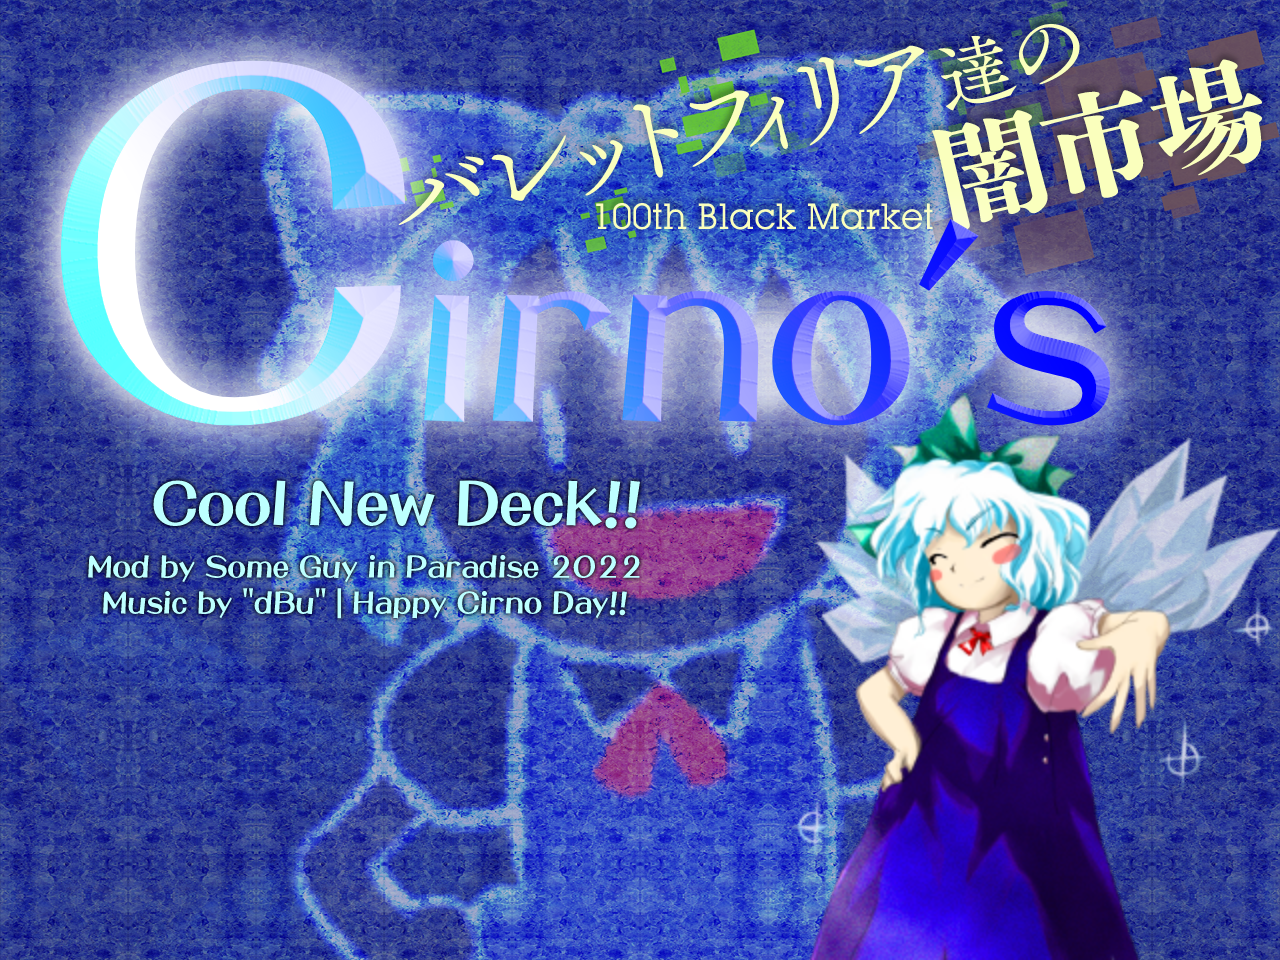 バレットフィリア達の
闇市場
100th Black Market
Cirno's
Cool New Deck!!
Mod by Some Guy in Paradise 2022
Music by "dBu" | Happy Cirno Day!!